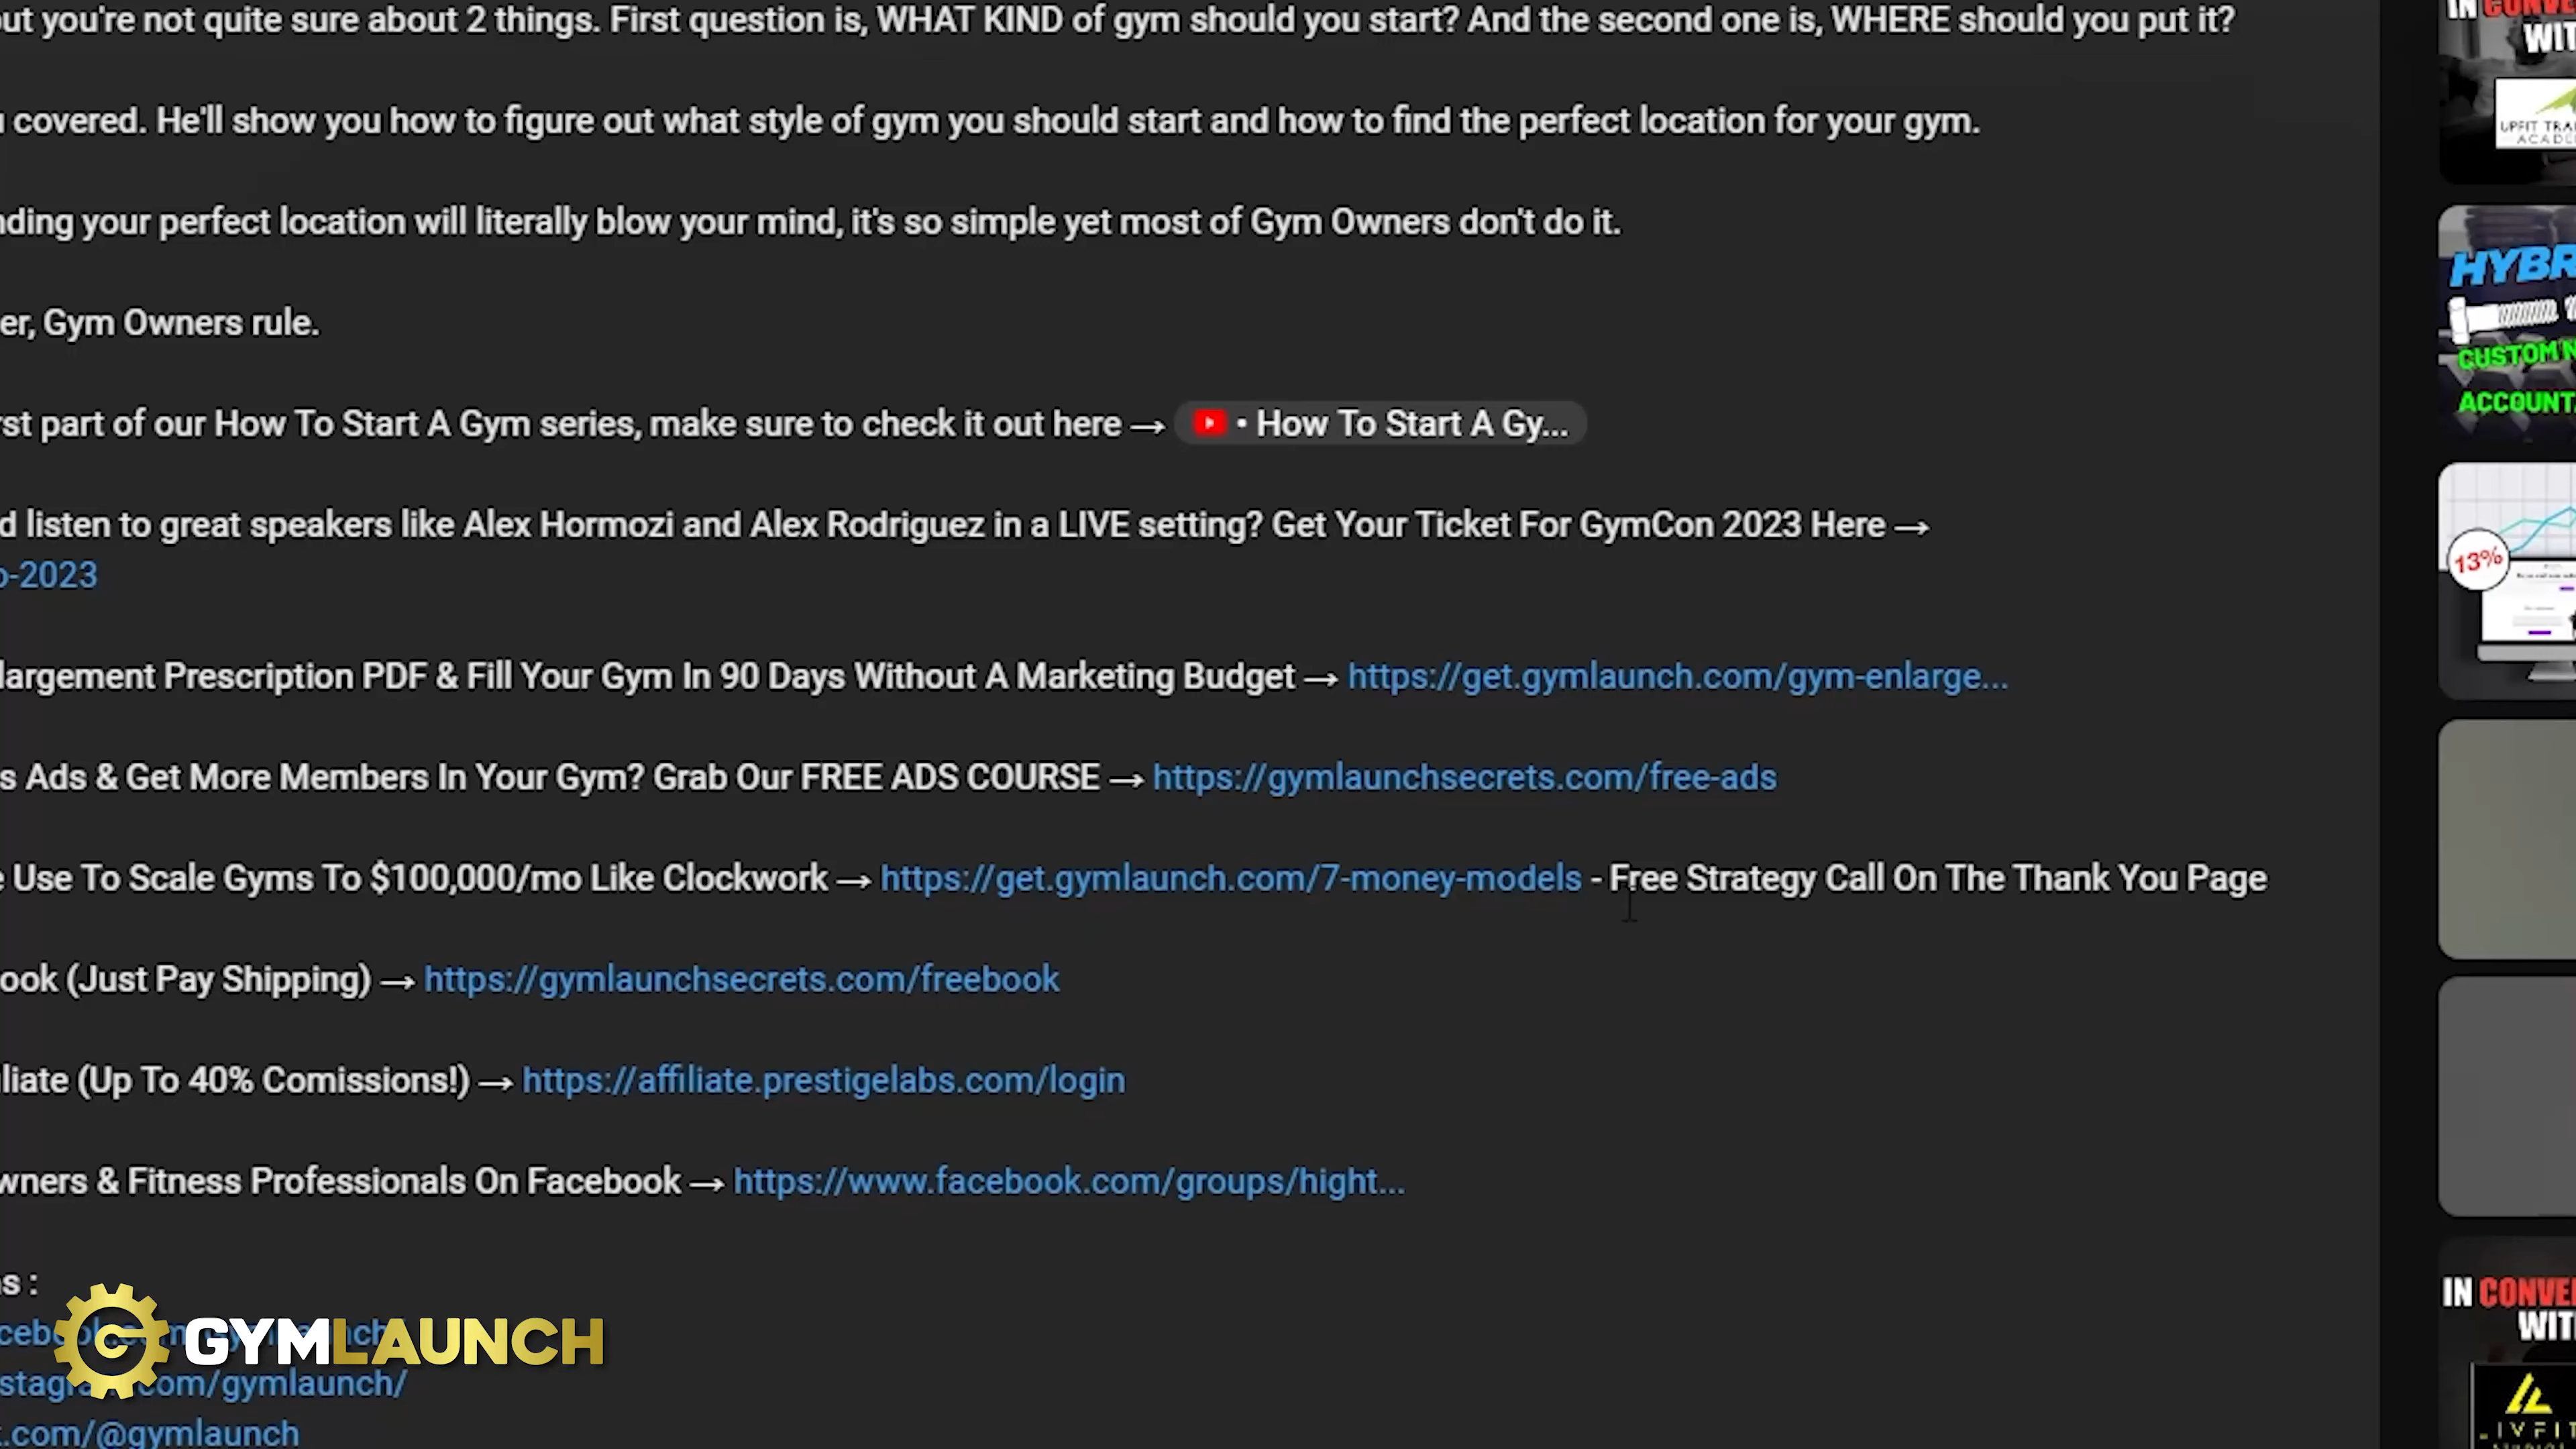 ut you're not quite sure about 2 things. First question is, WHAT KIND of gym should you start? And the second one is, WHERE should you put it?
covered. He'll show you how to figure out what style of gym you should start and how to find the perfect location for your gym.
nding your perfect location will literally blow your mind, it's so simple yet most of Gym Owners don't do it.
er, Gym Owners rule.
rst part of our How To Start A Gym series, make sure to check it out here → • How To Start A Gy...
d listen to great speakers like Alex Hormozi and Alex Rodriguez in a LIVE setting? Get Your Ticket For GymCon 2023 Here →
-2023
largement Prescription PDF & Fill Your Gym In 90 Days Without A Marketing Budget → https://get.gymlaunch.com/gym-enlarge...
s Ads & Get More Members In Your Gym? Grab Our FREE ADS COURSE → https://gymlaunchsecrets.com/free-ads
e Use To Scale Gyms To $100,000/mo Like Clockwork → https://get.gymlaunch.com/7-money-models - Free Strategy Call On The Thank You Page
ook (Just Pay Shipping) → https://gymlaunchsecrets.com/freebook
liate (Up To 40% Comissions!) → https://affiliate.prestigelabs.com/login
wners & Fitness Professionals On Facebook → https://www.facebook.com/groups/hight...
s :
GYMLAUNCH
stagram.com/gymlaunch/
.com/@gymlaunch
IN CONVE
WIT
UPFIT TRA
ACAD
HYBR
CUSTOM N
ACCOUNT
13%
IN CONVE
WIT
IVFIT